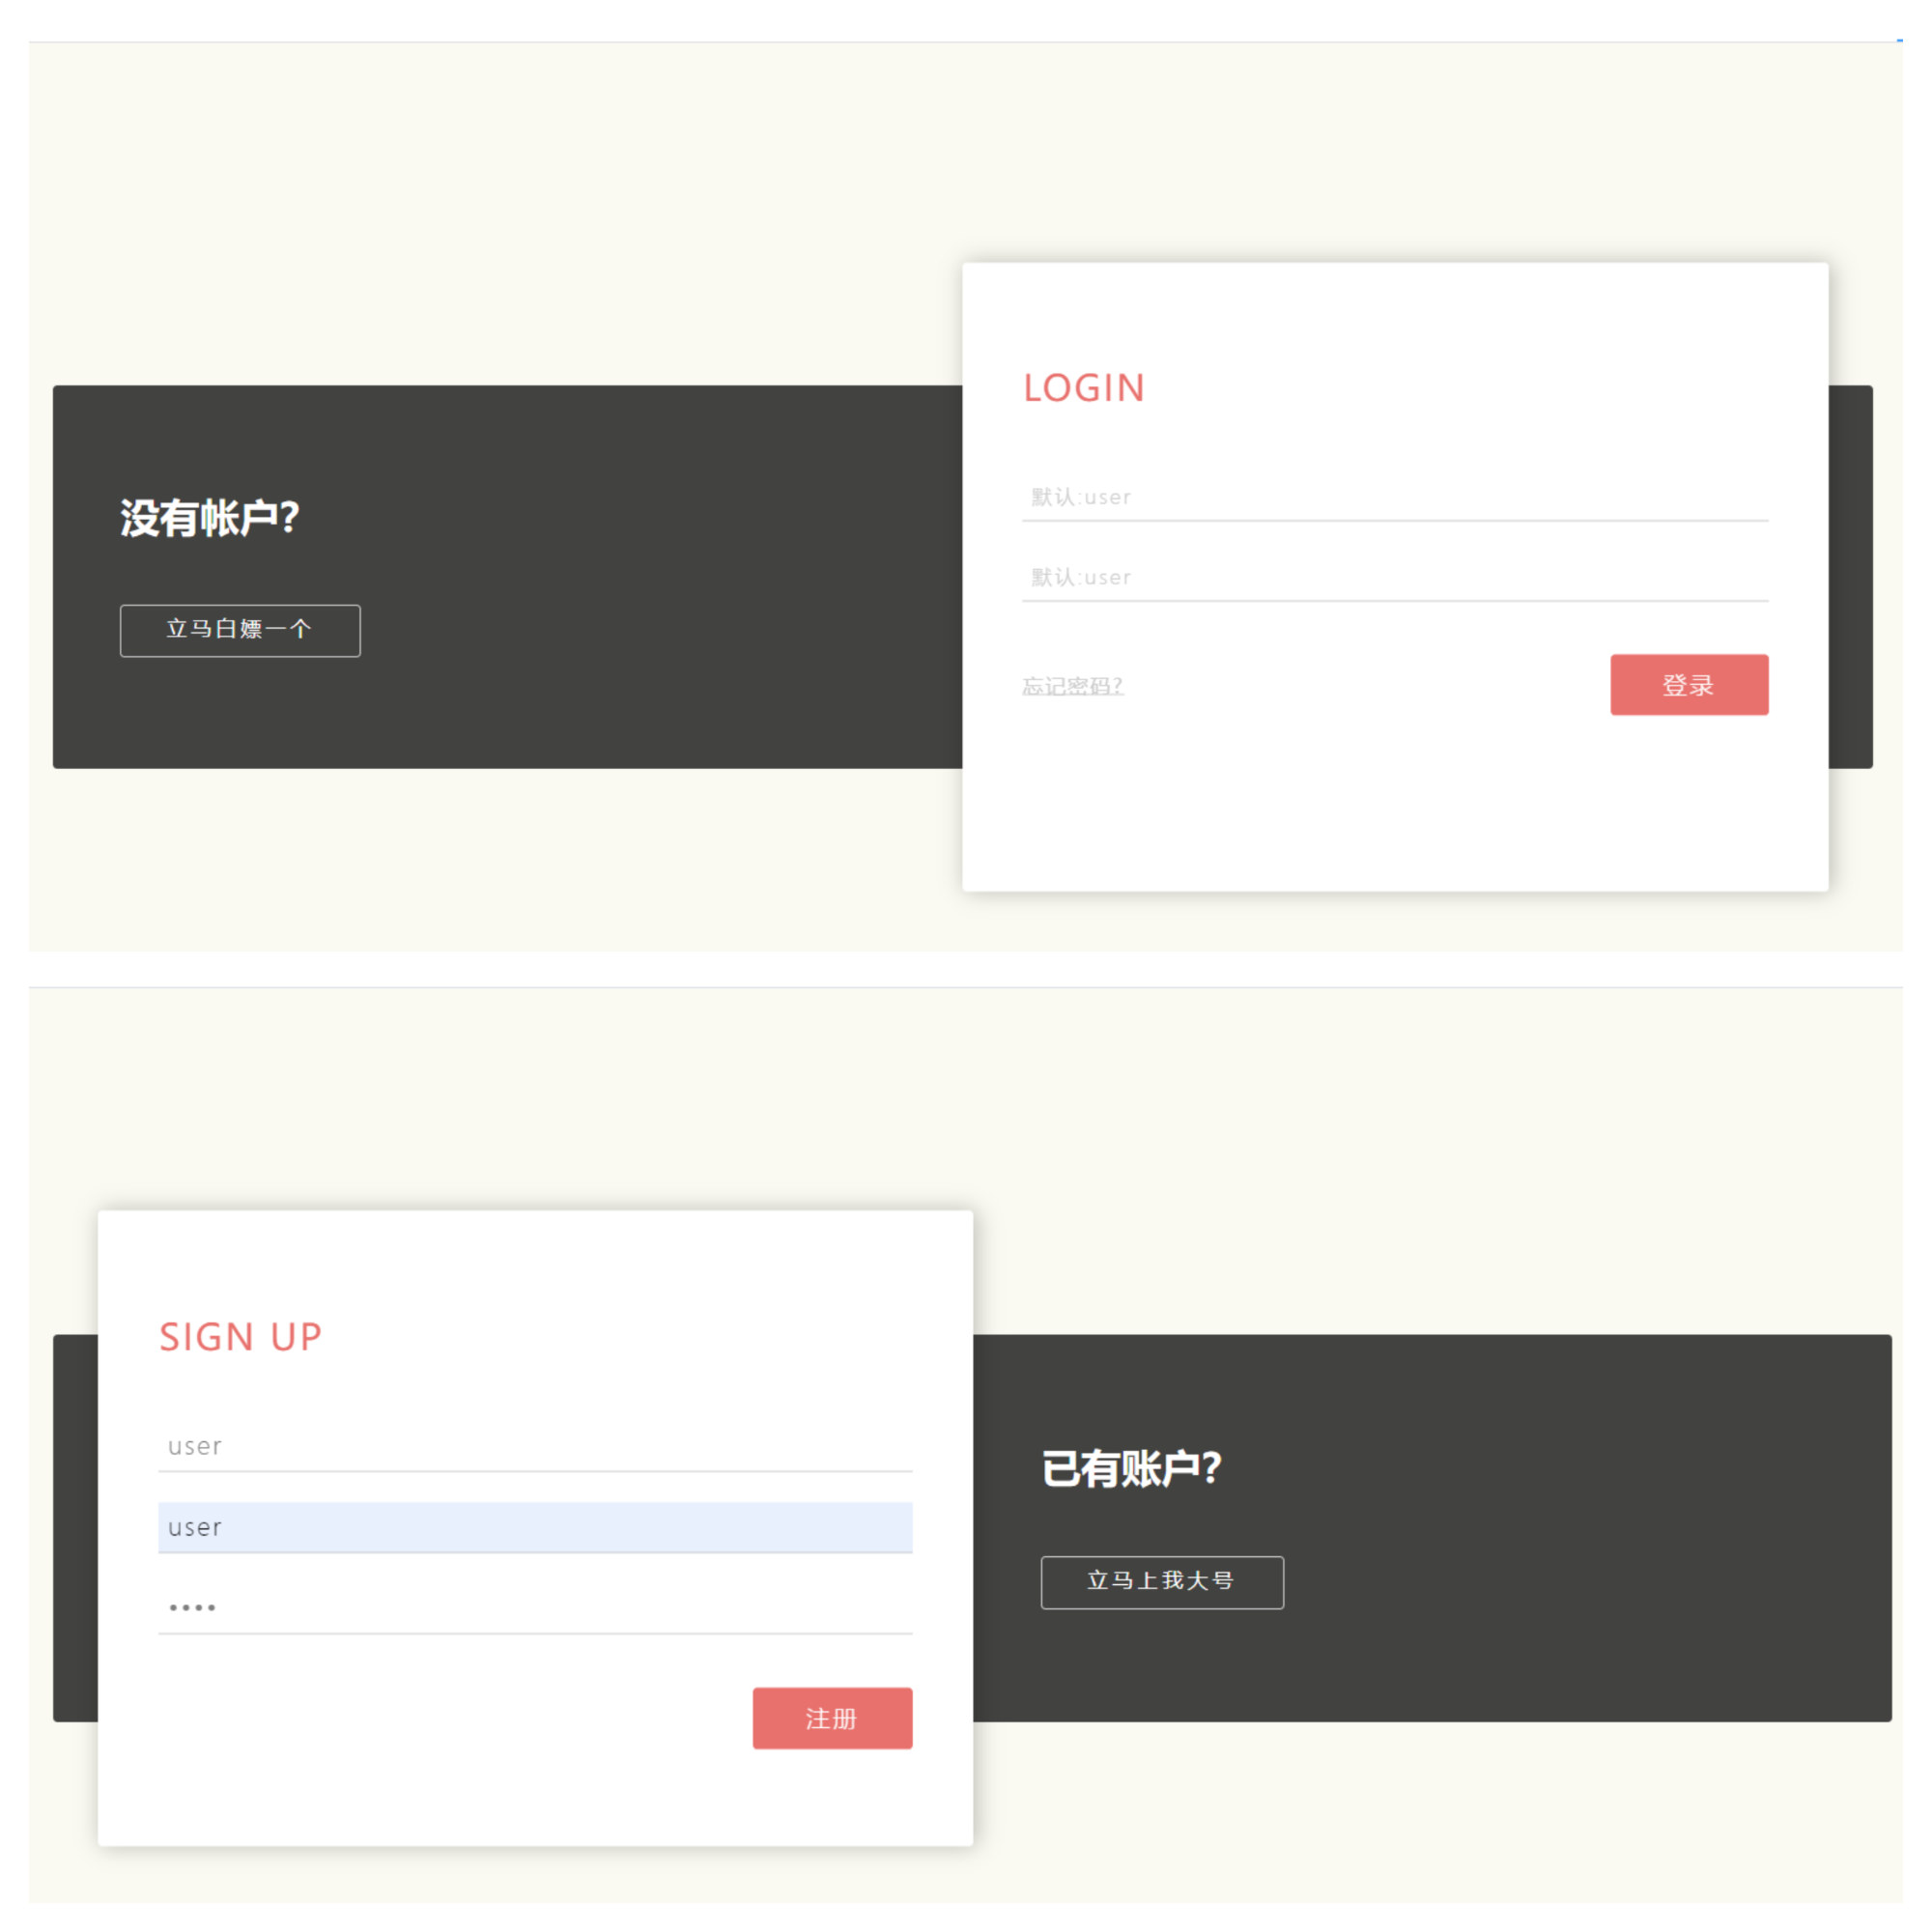 LOGIN
没有帐户?
默认:user
默认:user
立马白嫖一个
忘记密码?
登录
SIGN UP
user
已有账户?
user
立马上我大号
••••
注册